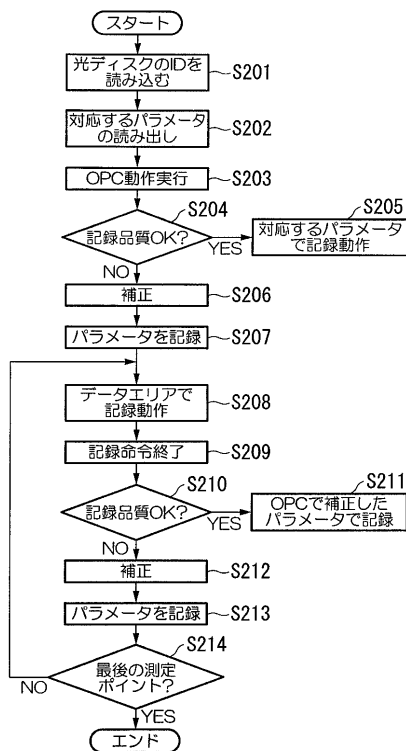 スタート
光ディスクのIDを
読み込む
S201
対応するパラメータ
の読み出し
S202
OPC動作実行
S203
S204
記録品質OK?
YES
NO
S205
対応するパラメータ
で記録動作
補正
S206
パラメータを記録
S207
データエリアで
記録動作
S208
記録命令終了
S209
S210
記録品質OK?
YES
NO
S211
OPCで補正した
パラメータで記録
補正
S212
パラメータを記録
S213
S214
最後の測定
ポイント?
NO
YES
エンド